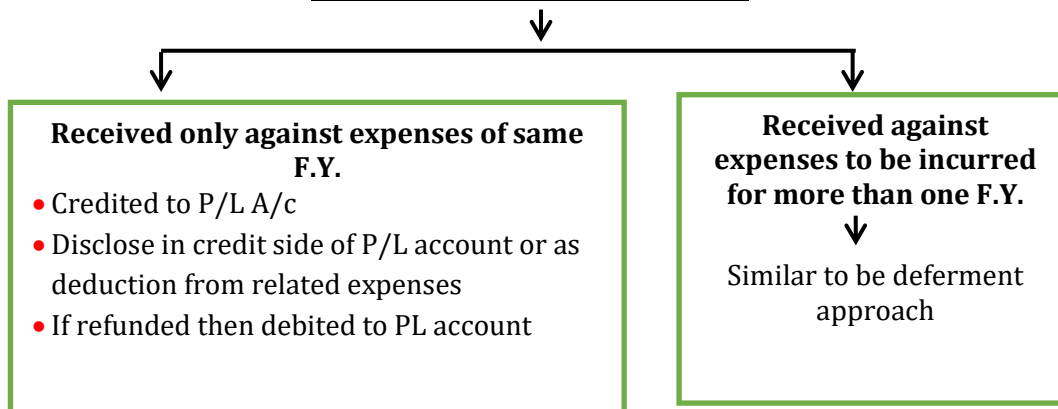 Received only against expenses of same
F.Y.
• Credited to P/L A/c
• Disclose in credit side of P/L account or as
deduction from related expenses
• If refunded then debited to PL account
Received against
expenses to be incurred
for more than one F.Y.
Similar to be deferment
approach